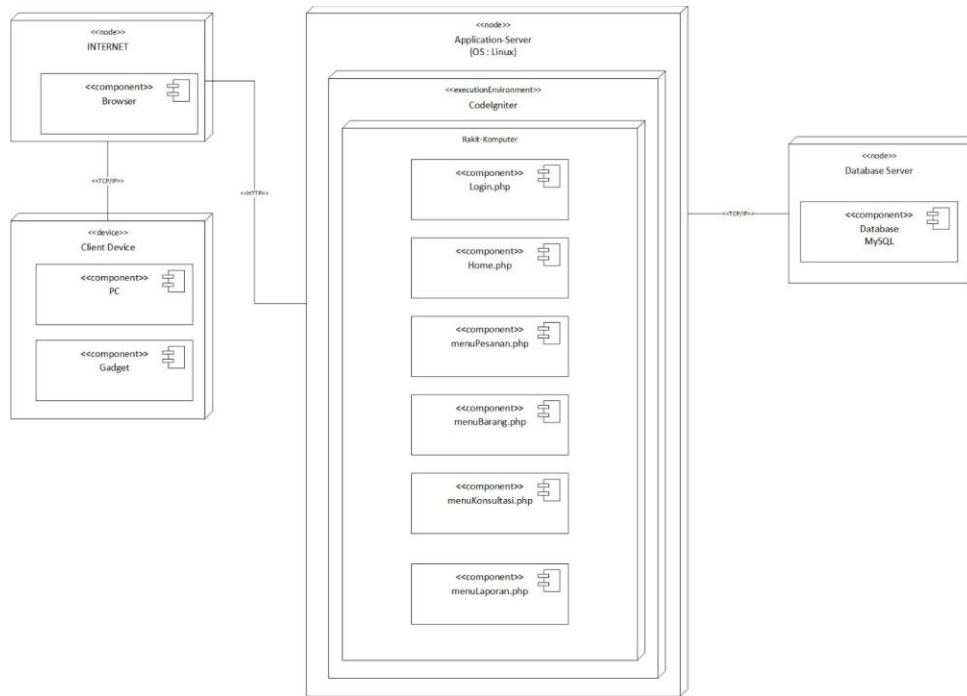 <<node>>
INTERNET
<<component>>
Browser
<<TCP/IP>>
<<device>>
Client Device
<<component>>
PC
<<component>>
Gadget
<<HTTP>>
<<node>>
Application-Server
{OS : Linux}
<<executionEnvironment>>
CodeIgniter
Rakit-Komputer
<<component>>
Login.php
<<component>>
Home.php
<<component>>
menuPesanan.php
<<component>>
menuBarang.php
<<component>>
menuKonsultasi.php
<<component>>
menuLaporan.php
<<TCP/IP>>
<<node>>
Database Server
<<component>>
Database
MySQL